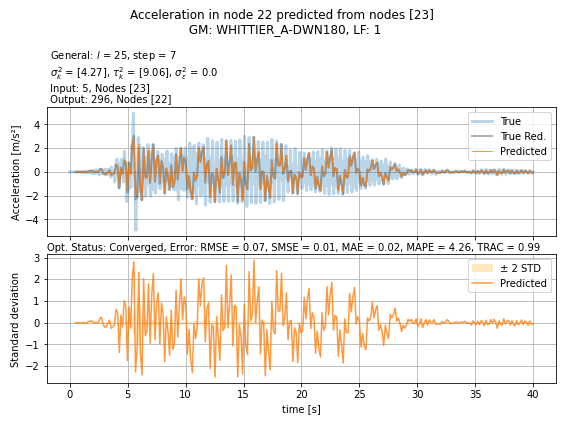 Acceleration in node 22 predicted from nodes [23]
GM: WHITTIER_A-DWN180, LF: 1
General: l = 25, step = 7
σ²ₖ = [4.27], τ²ₖ = [9.06], σ²ε = 0.0
Input: 5, Nodes [23]
Output: 296, Nodes [22]
True
True Red.
Predicted
Acceleration [m/s²]
4
2
0
−2
−4
Opt. Status: Converged, Error: RMSE = 0.07, SMSE = 0.01, MAE = 0.02, MAPE = 4.26, TRAC = 0.99
± 2 STD
Predicted
Standard deviation
3
2
1
0
−1
−2
0 5 10 15 20 25 30 35 40
time [s]